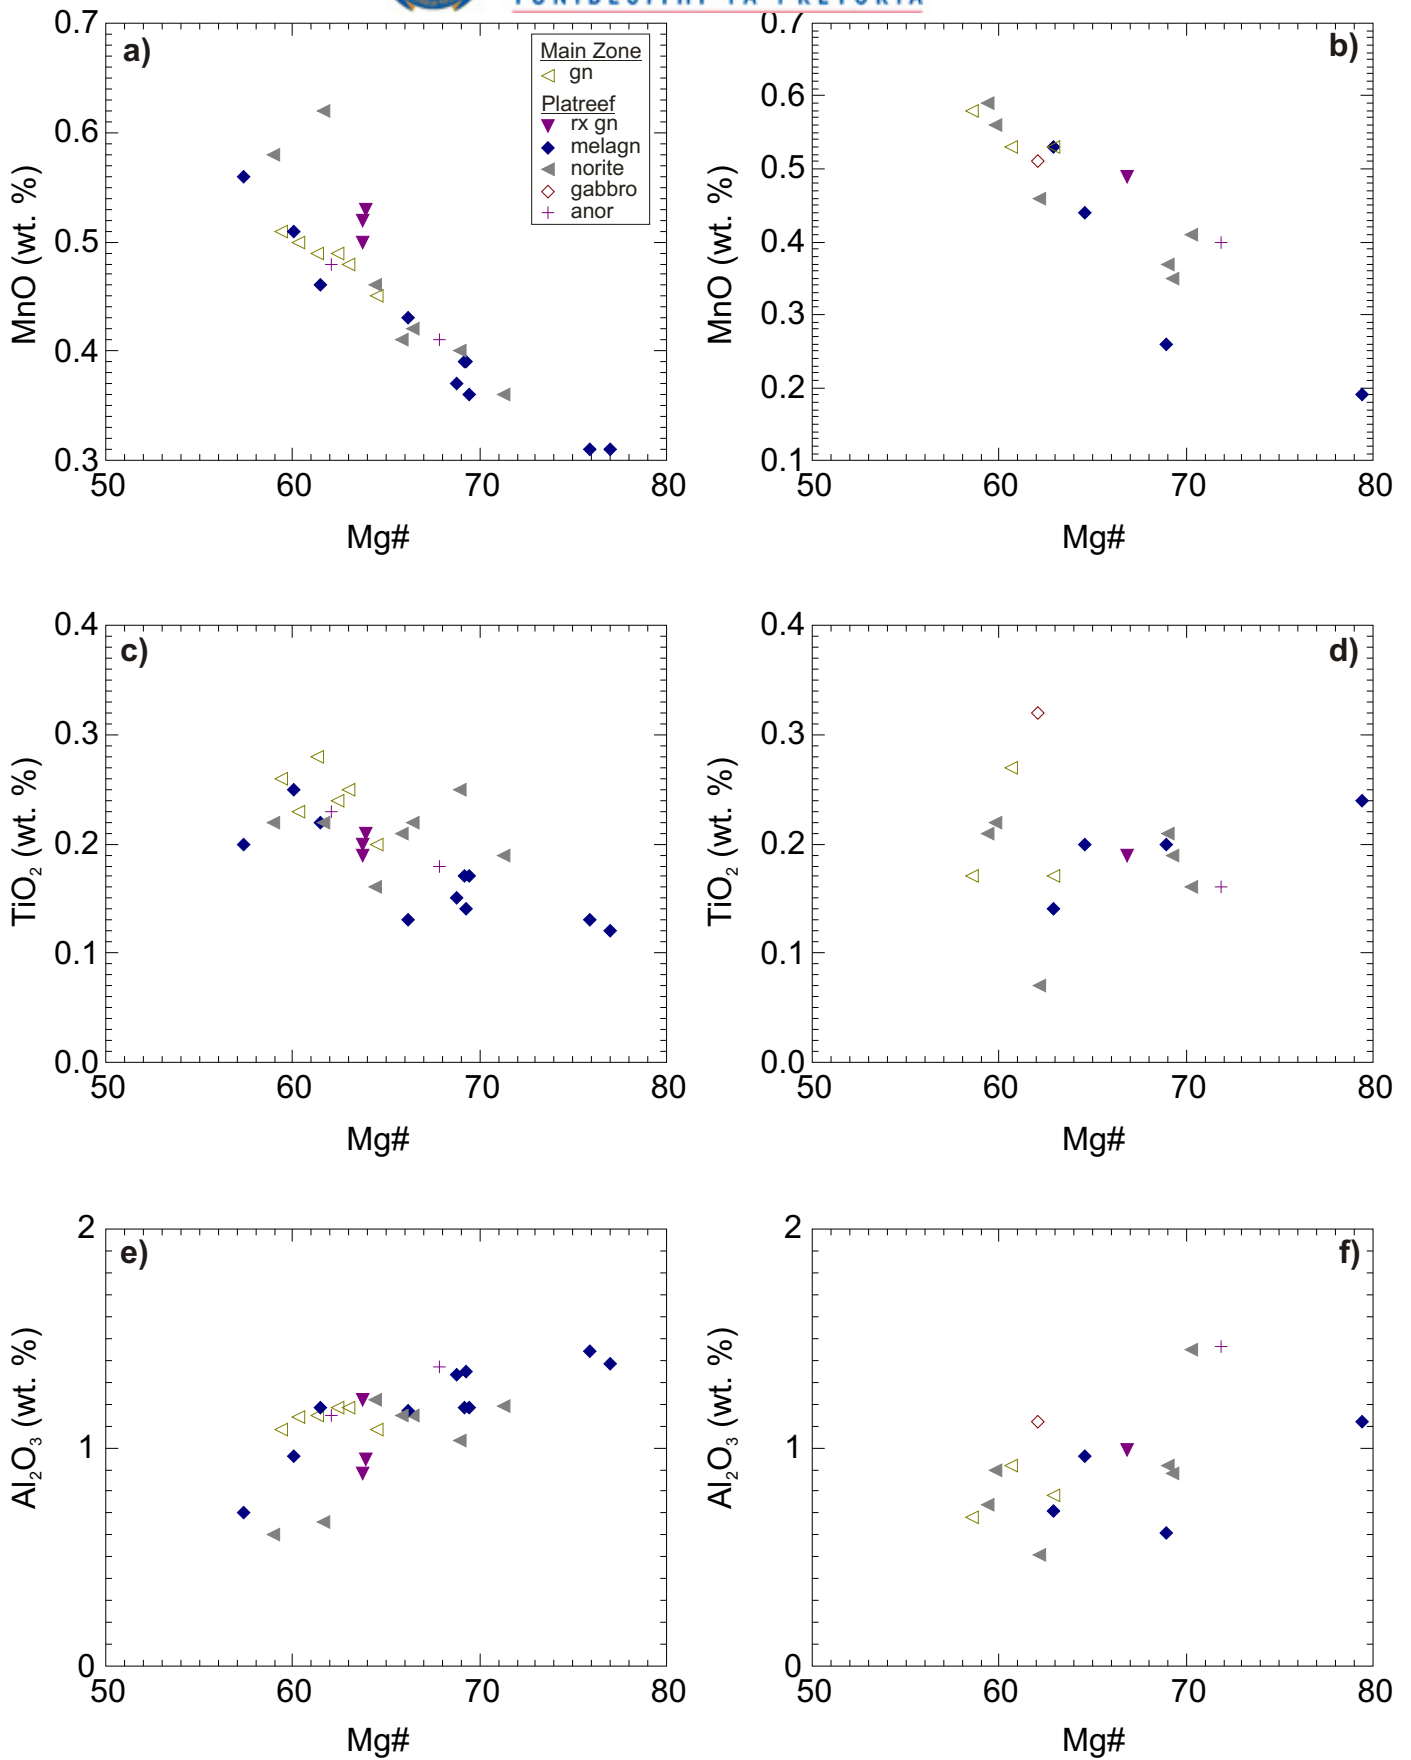 a)
0.7
0.6
0.5
0.4
0.3
50 60 70 80
MnO (wt. %)
Mg#
Main Zone
gn
Platreef
rx gn
melagn
norite
gabbro
anor
b)
0.7
0.6
0.5
0.4
0.3
0.2
0.1
50 60 70 80
MnO (wt. %)
Mg#
c)
0.4
0.3
0.2
0.1
0.0
50 60 70 80
TiO₂ (wt. %)
Mg#
d)
0.4
0.3
0.2
0.1
0.0
50 60 70 80
TiO₂ (wt. %)
Mg#
e)
2
1
0
50 60 70 80
Al₂O₃ (wt. %)
Mg#
f)
2
1
0
50 60 70 80
Al₂O₃ (wt. %)
Mg#